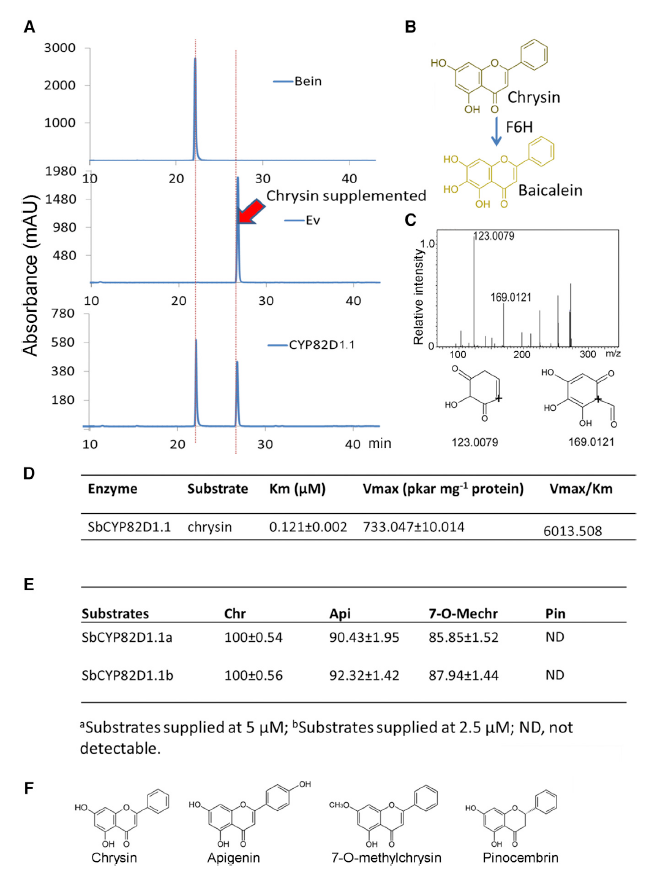 A
B
3000
2000
1000
Bein
10
20
30
40
HO
O
OH
O
Chrysin
F6H
HO
HO
OH
O
O
Baicalein
Absorbance (mAU)
1980
1480
980
480
Chrysin supplemented
Ev
10
20
30
40
C
1.0
0
Relative intensity
123.0079
169.0121
100
200
300
m/z
780
580
380
180
CYP82D1.1
10
20
30
40
min
O
HO
O
+
HO
HO
OH
O
+
O
123.0079
169.0121
D
Enzyme Substrate Km (μM) Vmax (pkar mg⁻¹ protein) Vmax/Km
SbCYP82D1.1 chrysin 0.121±0.002 733.047±10.014 6013.508
E
Substrates Chr Api 7-O-Mechr Pin
SbCYP82D1.1a 100±0.54 90.43±1.95 85.85±1.52 ND
SbCYP82D1.1b 100±0.56 92.32±1.42 87.94±1.44 ND
ᵃSubstrates supplied at 5 μM; ᵇSubstrates supplied at 2.5 μM; ND, not
detectable.
F
HO
O
OH
O
Chrysin
HO
O
OH
OH
O
Apigenin
CH₃O
O
OH
O
7-O-methylchrysin
HO
O
OH
O
Pinocembrin